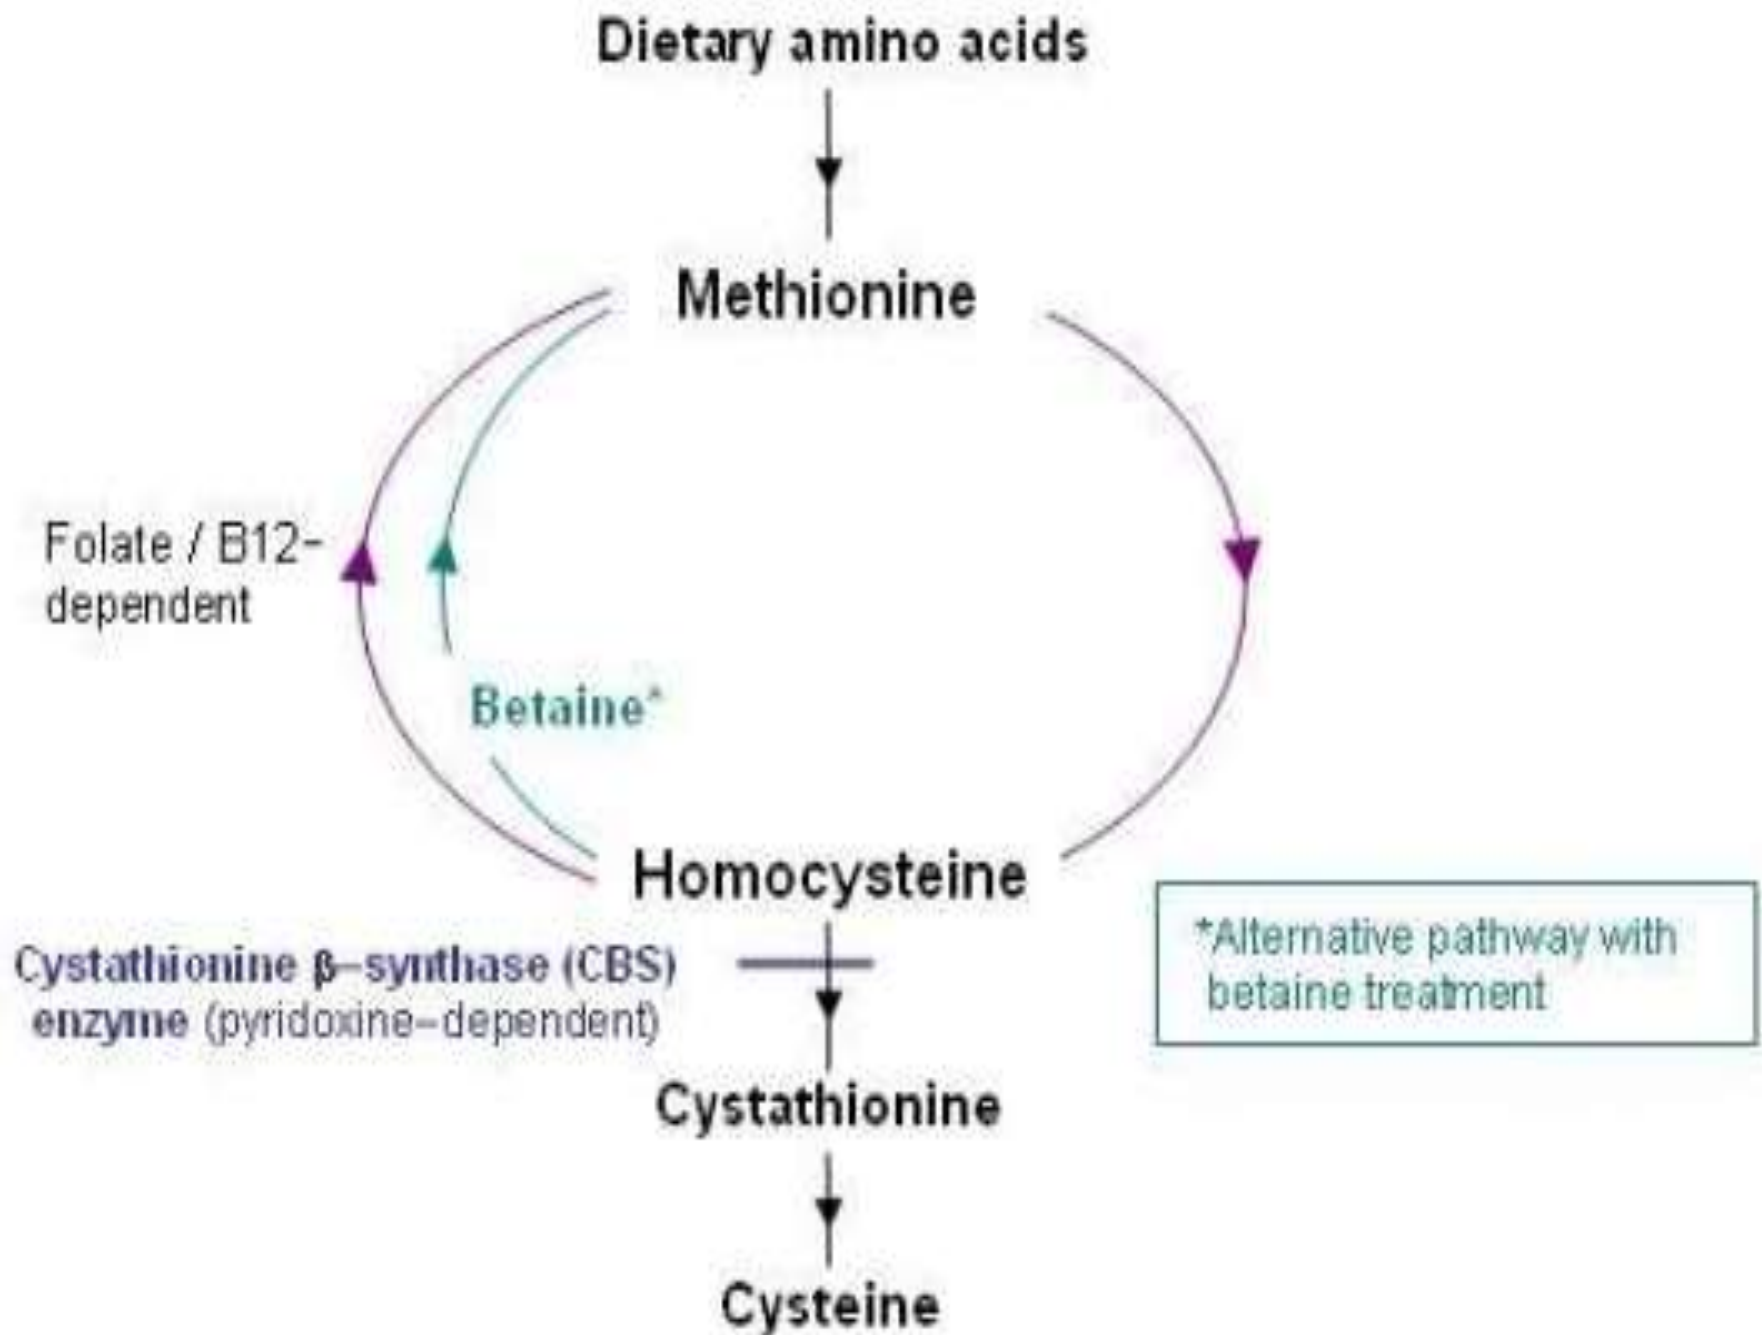 Dietary amino acids
Methionine
Folate / B12-
dependent
Betaine*
Homocysteine
Cystathionine β-synthase (CBS)
enzyme (pyridoxine-dependent)
*Alternative pathway with
betaine treatment
Cystathionine
Cysteine